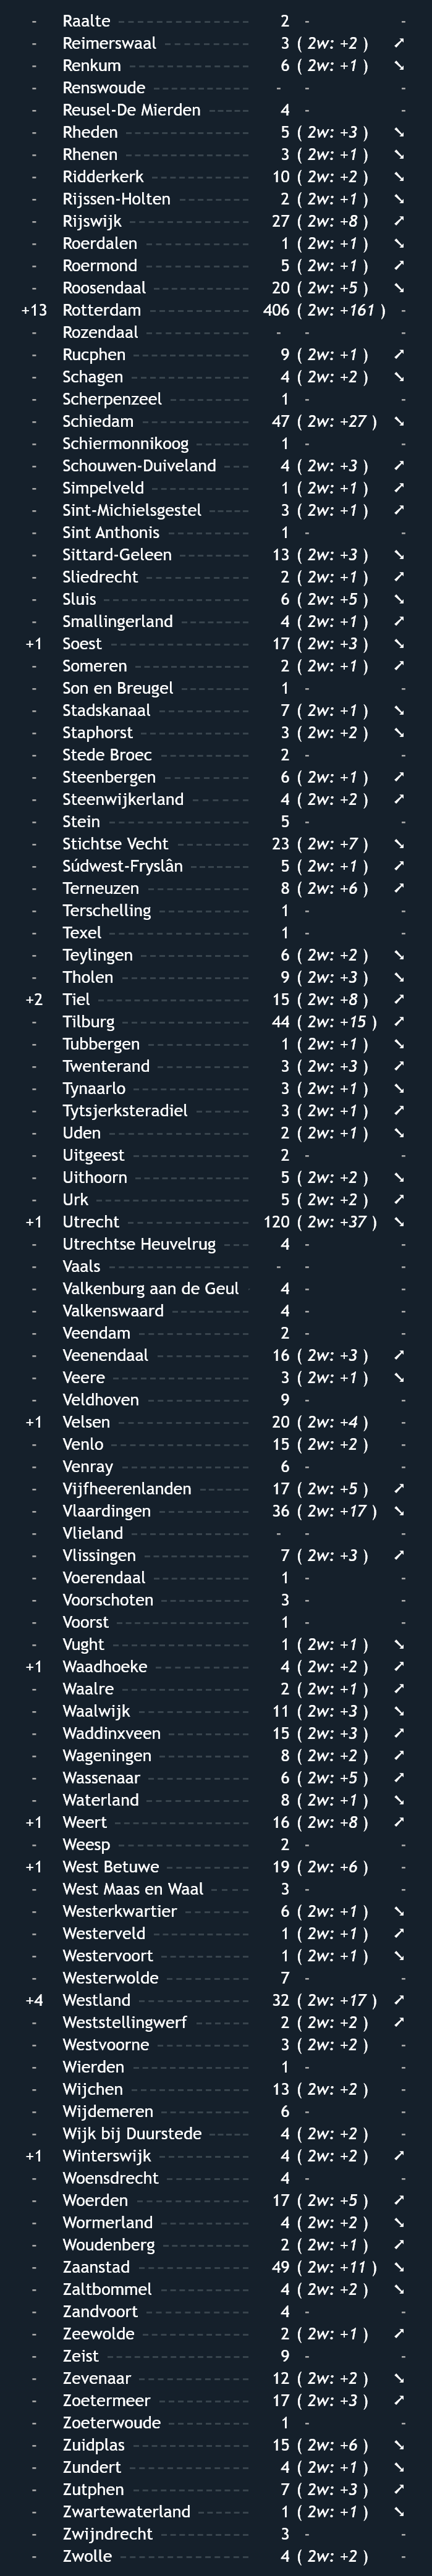 - Raalte 2 - -
- Reimerswaal 3 ( 2w: +2 ) ↗
- Renkum 6 ( 2w: +1 ) ↘
- Renswoude - - -
- Reusel-De Mierden 4 - -
- Rheden 5 ( 2w: +3 ) ↘
- Rhenen 3 ( 2w: +1 ) ↘
- Ridderkerk 10 ( 2w: +2 ) ↘
- Rijssen-Holten 2 ( 2w: +1 ) ↘
- Rijswijk 27 ( 2w: +8 ) ↗
- Roerdalen 1 ( 2w: +1 ) ↘
- Roermond 5 ( 2w: +1 ) ↗
- Roosendaal 20 ( 2w: +5 ) ↘
+13 Rotterdam 406 ( 2w: +161 ) -
- Rozendaal - - -
- Rucphen 9 ( 2w: +1 ) ↗
- Schagen 4 ( 2w: +2 ) ↘
- Scherpenzeel 1 - -
- Schiedam 47 ( 2w: +27 ) ↘
- Schiermonnikoog 1 - -
- Schouwen-Duiveland 4 ( 2w: +3 ) ↗
- Simpelveld 1 ( 2w: +1 ) ↗
- Sint-Michielsgestel 3 ( 2w: +1 ) ↗
- Sint Anthonis 1 - -
- Sittard-Geleen 13 ( 2w: +3 ) ↘
- Sliedrecht 2 ( 2w: +1 ) ↗
- Sluis 6 ( 2w: +5 ) ↘
- Smallingerland 4 ( 2w: +1 ) ↗
+1 Soest 17 ( 2w: +3 ) ↘
- Someren 2 ( 2w: +1 ) ↗
- Son en Breugel 1 - -
- Stadskanaal 7 ( 2w: +1 ) ↘
- Staphorst 3 ( 2w: +2 ) ↘
- Stede Broec 2 - -
- Steenbergen 6 ( 2w: +1 ) ↗
- Steenwijkerland 4 ( 2w: +2 ) ↗
- Stein 5 - -
- Stichtse Vecht 23 ( 2w: +7 ) ↘
- Súdwest-Fryslân 5 ( 2w: +1 ) ↗
- Terneuzen 8 ( 2w: +6 ) ↗
- Terschelling 1 - -
- Texel 1 - -
- Teylingen 6 ( 2w: +2 ) ↘
- Tholen 9 ( 2w: +3 ) ↘
+2 Tiel 15 ( 2w: +8 ) ↗
- Tilburg 44 ( 2w: +15 ) ↗
- Tubbergen 1 ( 2w: +1 ) ↘
- Twenterand 3 ( 2w: +3 ) ↗
- Tynaarlo 3 ( 2w: +1 ) ↘
- Tytsjerksteradiel 3 ( 2w: +1 ) ↗
- Uden 2 ( 2w: +1 ) ↘
- Uitgeest 2 - -
- Uithoorn 5 ( 2w: +2 ) ↘
- Urk 5 ( 2w: +2 ) ↗
+1 Utrecht 120 ( 2w: +37 ) ↘
- Utrechtse Heuvelrug 4 - -
- Vaals - - -
- Valkenburg aan de Geul 4 - -
- Valkenswaard 4 - -
- Veendam 2 - -
- Veenendaal 16 ( 2w: +3 ) ↗
- Veere 3 ( 2w: +1 ) ↘
- Veldhoven 9 - -
+1 Velsen 20 ( 2w: +4 ) -
- Venlo 15 ( 2w: +2 ) -
- Venray 6 - -
- Vijfheerenlanden 17 ( 2w: +5 ) ↗
- Vlaardingen 36 ( 2w: +17 ) ↘
- Vlieland - - -
- Vlissingen 7 ( 2w: +3 ) ↗
- Voerendaal 1 - -
- Voorschoten 3 - -
- Voorst 1 - -
- Vught 1 ( 2w: +1 ) ↘
+1 Waadhoeke 4 ( 2w: +2 ) ↗
- Waalre 2 ( 2w: +1 ) ↗
- Waalwijk 11 ( 2w: +3 ) ↘
- Waddinxveen 15 ( 2w: +3 ) ↗
- Wageningen 8 ( 2w: +2 ) ↗
- Wassenaar 6 ( 2w: +5 ) ↗
- Waterland 8 ( 2w: +1 ) ↘
+1 Weert 16 ( 2w: +8 ) ↗
- Weesp 2 - -
+1 West Betuwe 19 ( 2w: +6 ) -
- West Maas en Waal 3 - -
- Westerkwartier 6 ( 2w: +1 ) ↘
- Westerveld 1 ( 2w: +1 ) ↗
- Westervoort 1 ( 2w: +1 ) ↘
- Westerwolde 7 - -
+4 Westland 32 ( 2w: +17 ) ↗
- Weststellingwerf 2 ( 2w: +2 ) ↗
- Westvoorne 3 ( 2w: +2 ) -
- Wierden 1 - -
- Wijchen 13 ( 2w: +2 ) -
- Wijdemeren 6 - -
- Wijk bij Duurstede 4 ( 2w: +2 ) -
+1 Winterswijk 4 ( 2w: +2 ) ↗
- Woensdrecht 4 - -
- Woerden 17 ( 2w: +5 ) ↗
- Wormerland 4 ( 2w: +2 ) ↘
- Woudenberg 2 ( 2w: +1 ) ↗
- Zaanstad 49 ( 2w: +11 ) ↘
- Zaltbommel 4 ( 2w: +2 ) ↘
- Zandvoort 4 - -
- Zeewolde 2 ( 2w: +1 ) ↗
- Zeist 9 - -
- Zevenaar 12 ( 2w: +2 ) ↘
- Zoetermeer 17 ( 2w: +3 ) ↗
- Zoeterwoude 1 - -
- Zuidplas 15 ( 2w: +6 ) ↘
- Zundert 4 ( 2w: +1 ) ↘
- Zutphen 7 ( 2w: +3 ) ↗
- Zwartewaterland 1 ( 2w: +1 ) ↘
- Zwijndrecht 3 - -
- Zwolle 4 ( 2w: +2 ) -